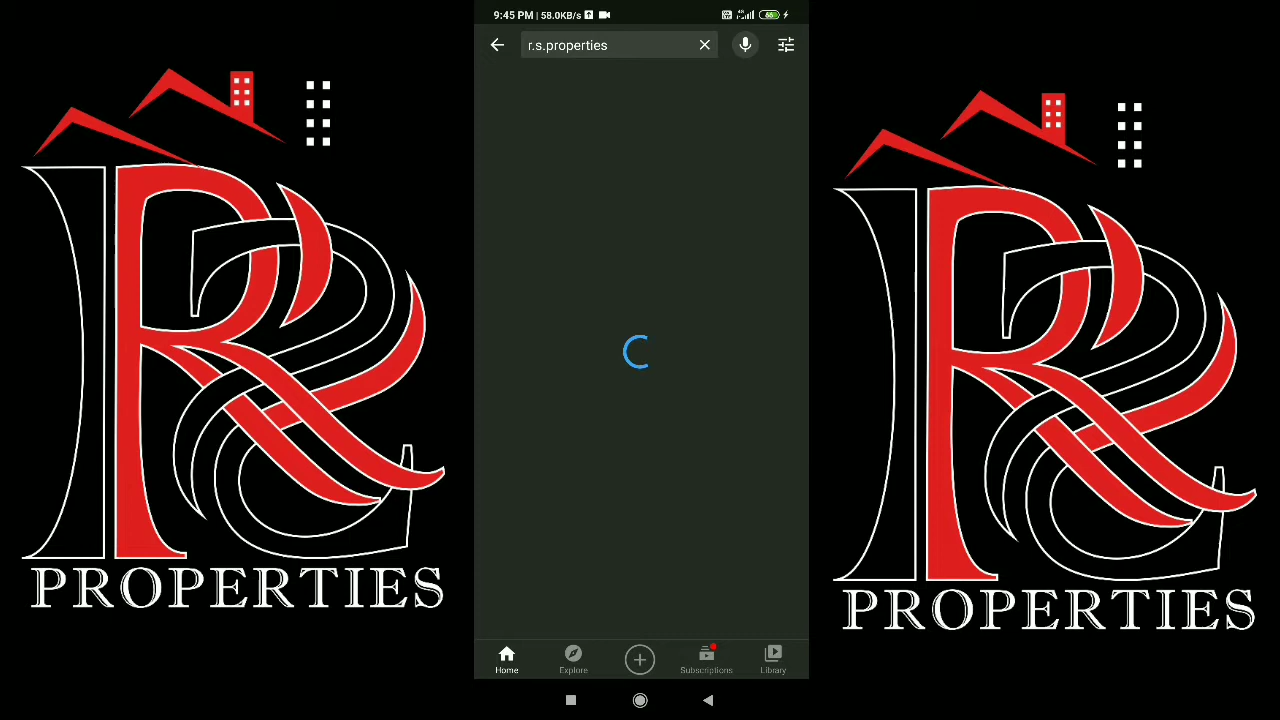 9:45 PM | 58.0KB/s
r.s.properties
PROPERTIES
PROPERTIES
Home
Explore
Subscriptions
Library